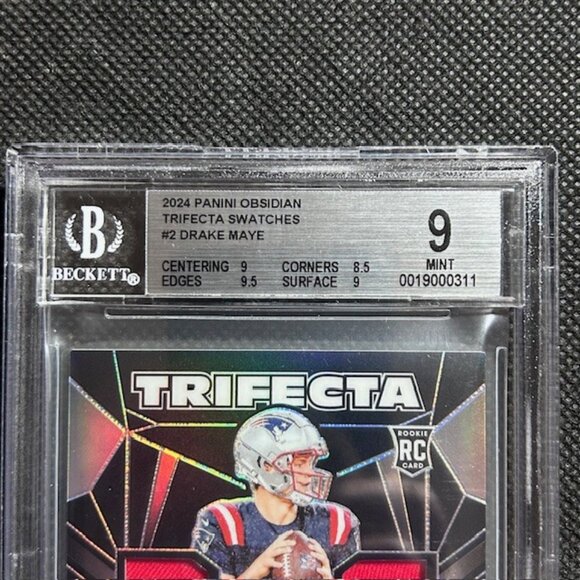 2024 PANINI OBSIDIAN
TRIFECTA SWATCHES
#2 DRAKE MAYE
CENTERING 9 CORNERS 8.5
EDGES 9.5 SURFACE 9
9
MINT
0019000311
B
BECKETT®
TRIFECTA
ROOKIE
RC
CARD